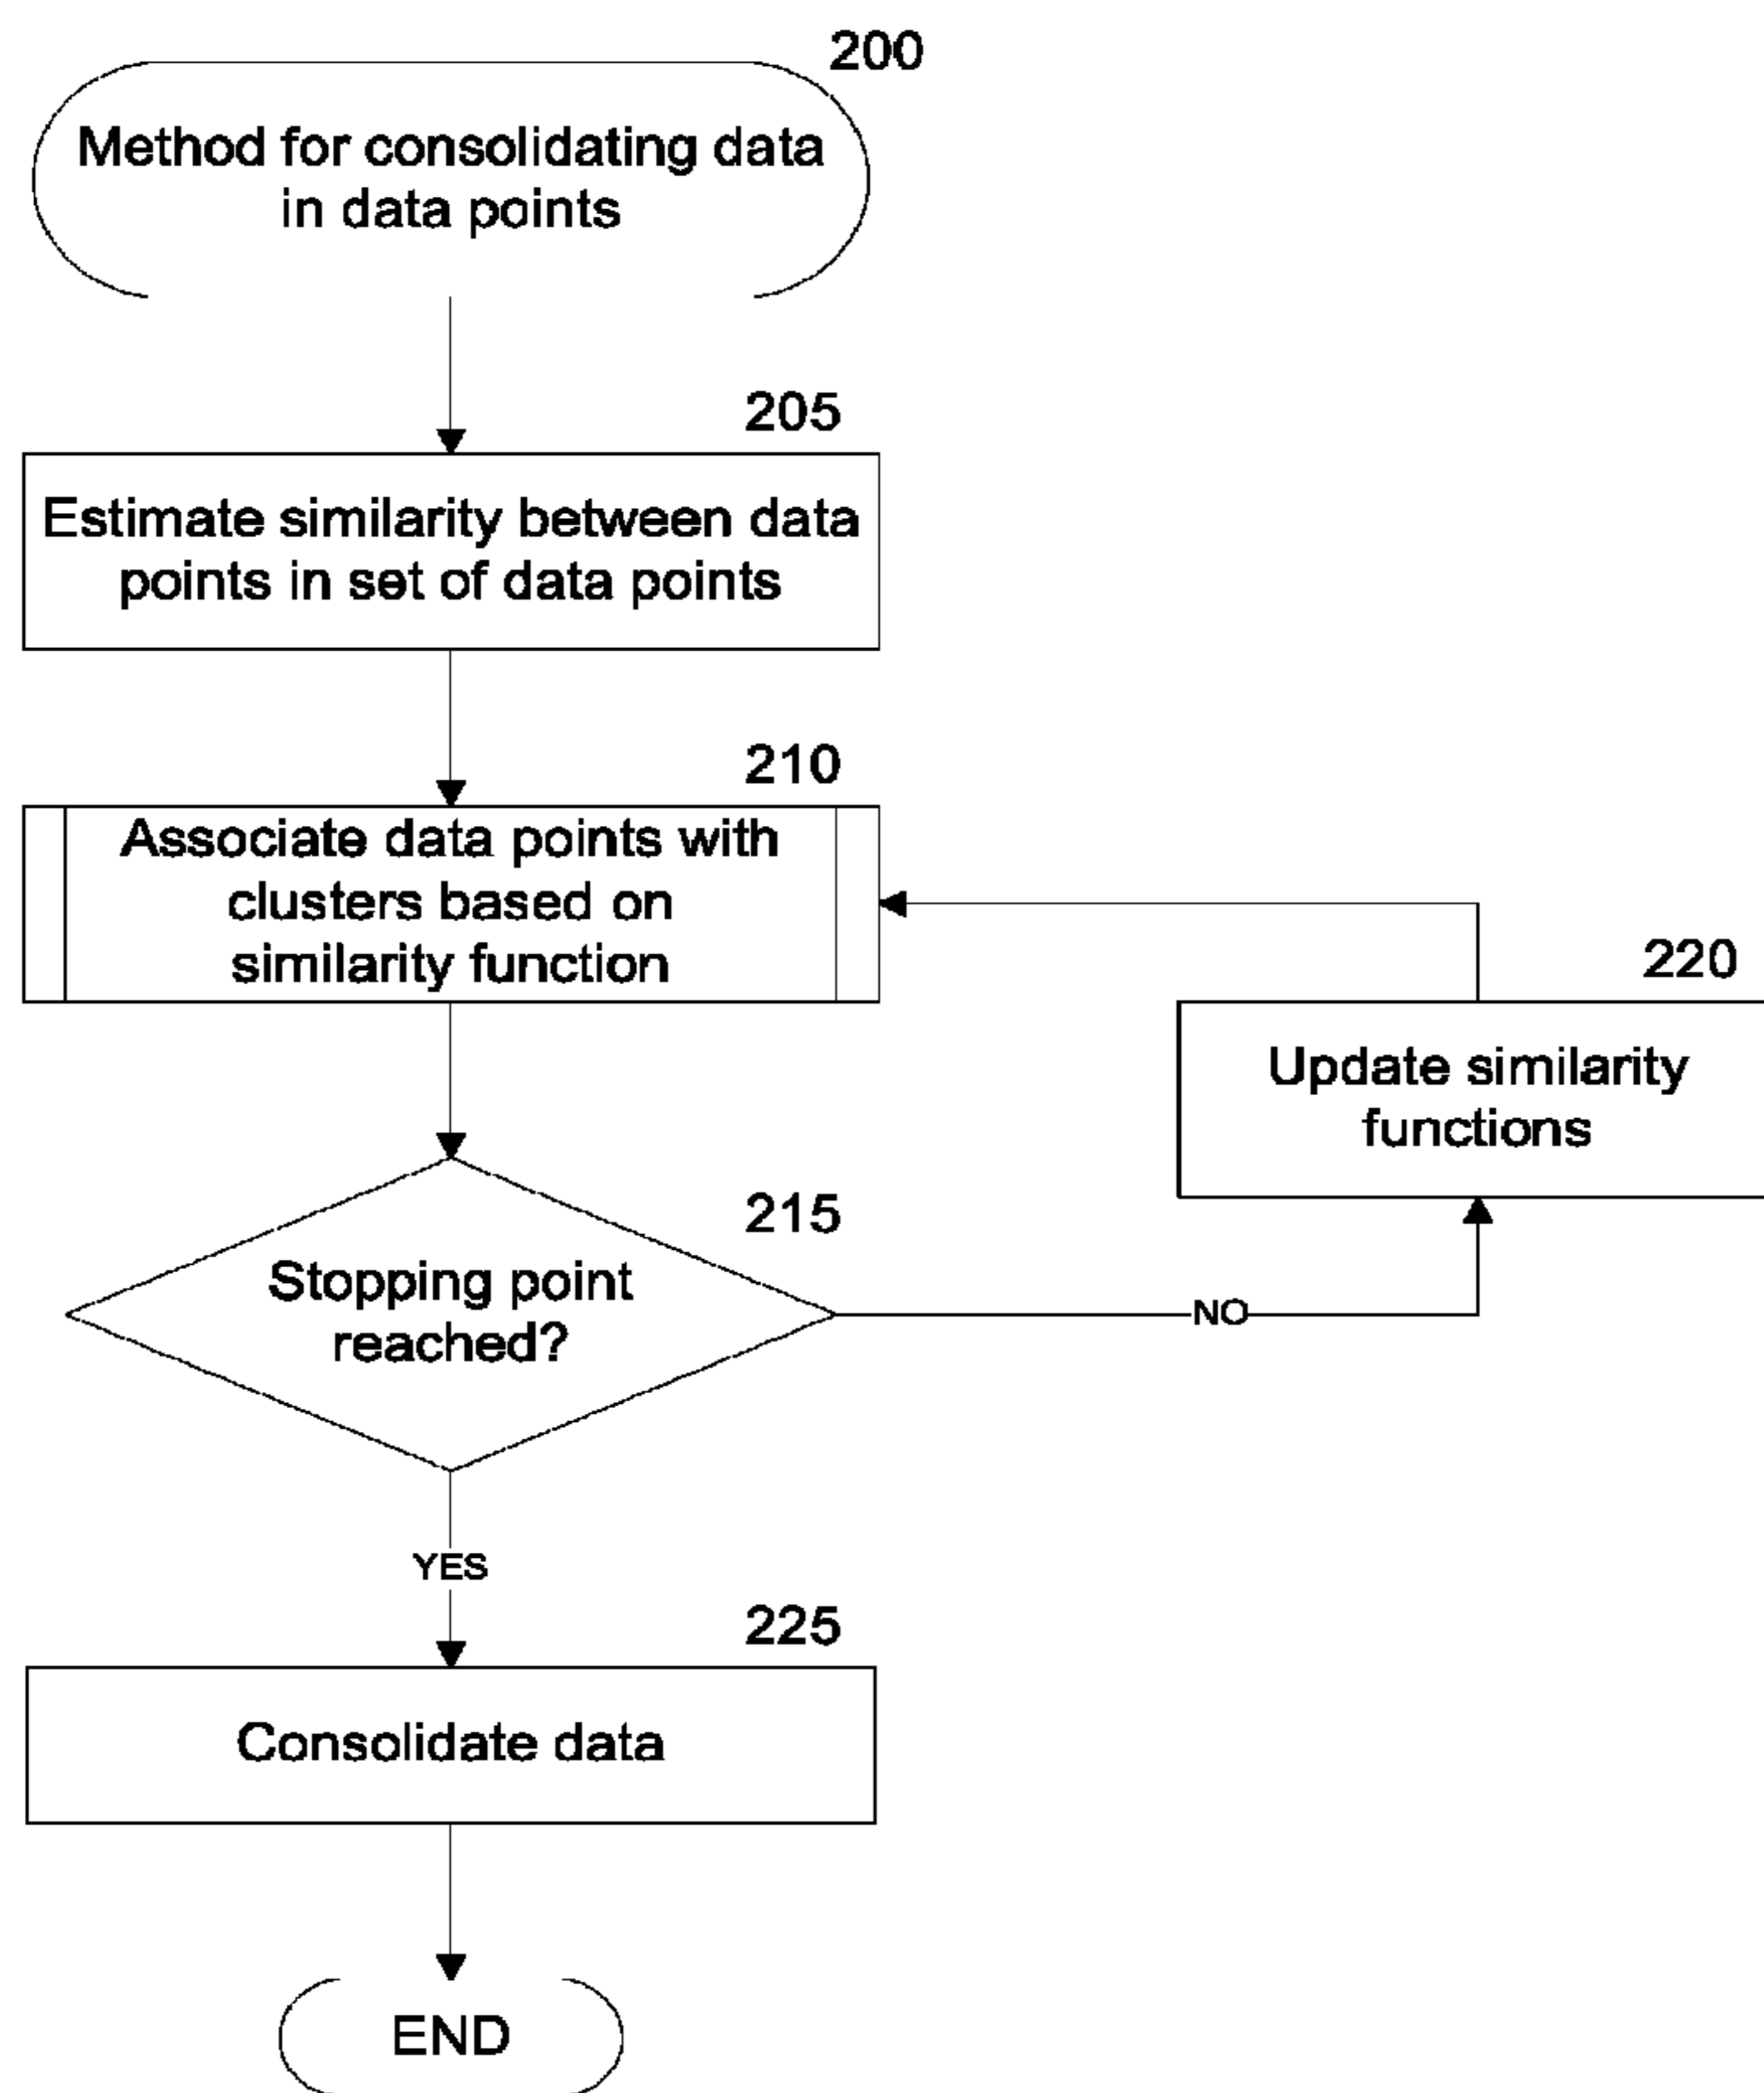 200
Method for consolidating data
in data points
205
Estimate similarity between data
points in set of data points
210
Associate data points with
clusters based on
similarity function
220
Update similarity
functions
215
Stopping point
reached?
NO
YES
225
Consolidate data
END